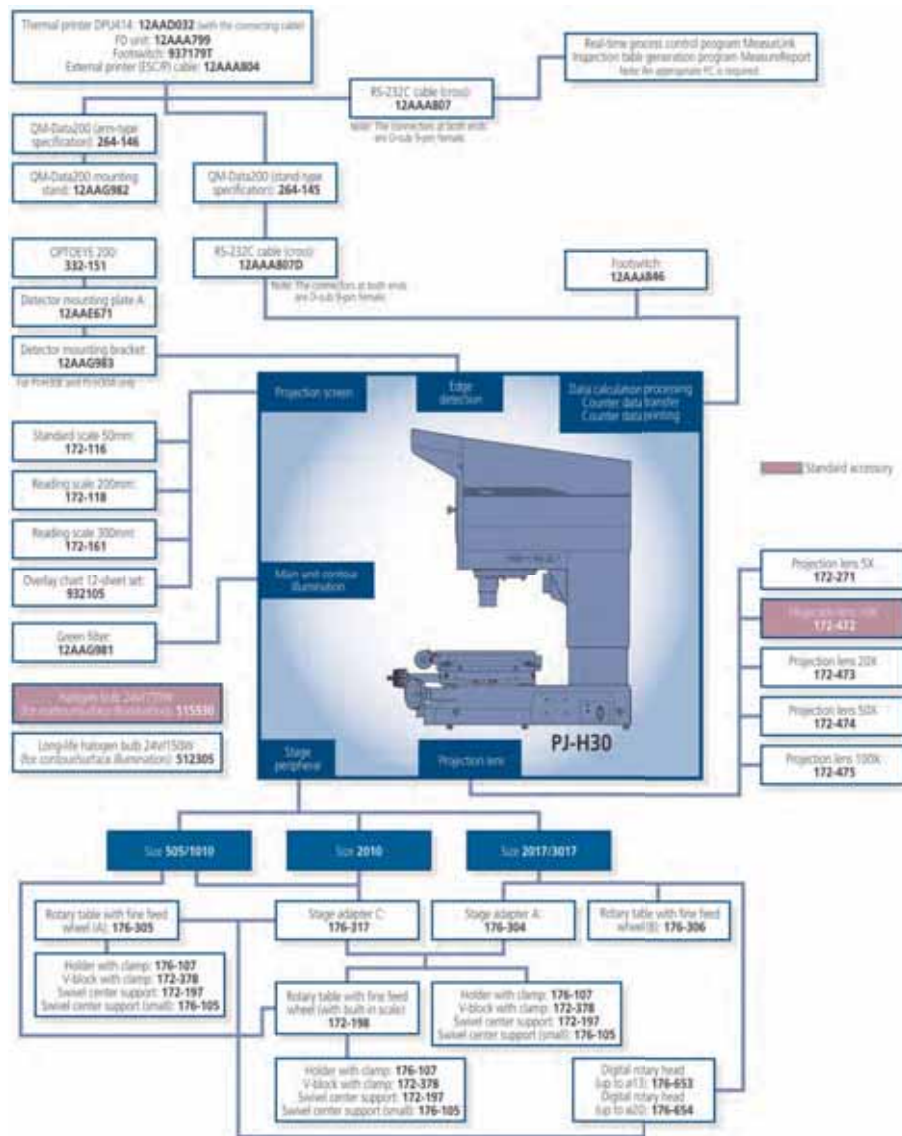 Thermal printer DPU414: 12AAD032 (with the connecting cable)
FD unit: 12AAA799
Footswitch: 937179T
External printer (ESC/P) cable: 12AAA804
Real-time process control program MeasurLink
Inspection table generation program MeasureReport
Note: An appropriate PC is required.
RS-232C cable (cross):
12AAA807
Note: The connectors at both ends
are D-sub 9-pin female.
QM-Data200 (arm-type
specification): 264-146
QM-Data200 mounting
stand: 12AAG982
QM-Data200 (stand-type
specification): 264-145
OPTOEYE 200:
332-151
RS-232C cable (cross):
12AAA807D
Note: The connectors at both ends
are D-sub 9-pin female.
Footswitch:
12AAA846
Detector mounting plate A:
12AAE671
Detector mounting bracket:
12AAG983
Projection screen
Edge
detection
Data calculation processing
Counter data transfer
Counter data printing
Standard scale 50mm:
172-116
Reading scale 200mm:
172-118
Reading scale 300mm:
172-161
Overlay chart 12-sheet set:
932105
Green filter:
12AAG981
Main unit contour
illumination
Standard accessory
Projection lens 5X:
172-271
Projection lens 10X:
172-472
Projection lens 20X:
172-473
Projection lens 50X:
172-474
Projection lens 100X:
172-475
Halogen bulb 24V/150W
(for contour/surface illumination): 515530
Long-life halogen bulb 24V/150W
(for contour/surface illumination): 512305
Stage
peripheral
Projection lens
PJ-H30
Size 505/1010
Size 2010
Size 2017/3017
Rotary table with fine feed
wheel (A): 176-305
Stage adapter C:
176-317
Stage adapter A:
176-304
Rotary table with fine feed
wheel (B): 176-306
Holder with clamp: 176-107
V-block with clamp: 172-378
Swivel center support: 172-197
Swivel center support (small): 176-105
Rotary table with fine feed
wheel (with built-in scale):
172-198
Holder with clamp: 176-107
V-block with clamp: 172-378
Swivel center support: 172-197
Swivel center support (small): 176-105
Holder with clamp: 176-107
V-block with clamp: 172-378
Swivel center support: 172-197
Swivel center support (small): 176-105
Digital rotary head
(up to ø13): 176-653
Digital rotary head
(up to ø20): 176-654